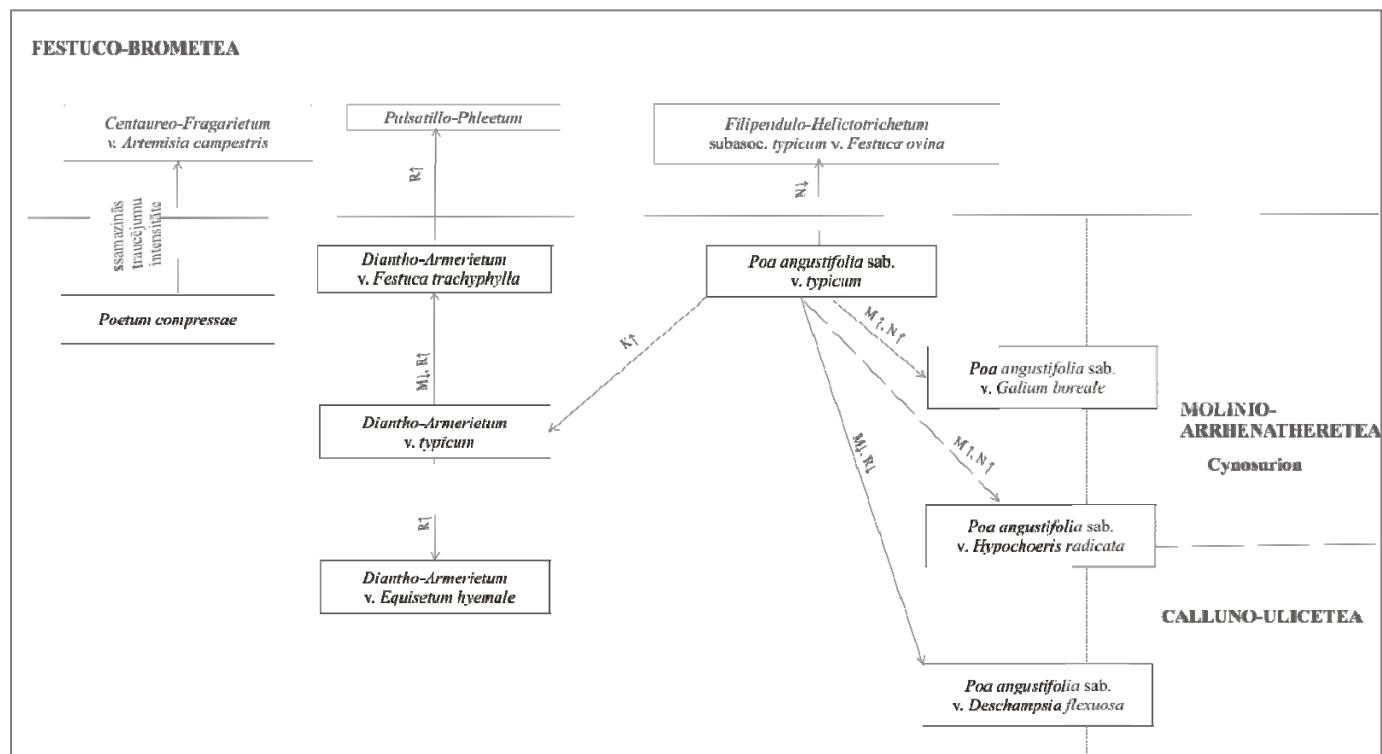 FESTUCO-BROMETEA
Centaureo-Fragarietum
v. Artemisia campestris
Pulsatillo-Phleetum
Filipendulo-Helictotrichetum
subasoc. typicum v. Festuca ovina
R↑
N↓
ssamazinās
traucējumu
intensitāte
Diantho-Armerietum
v. Festuca trachyphylla
Poa angustifolia sab.
v. typicum
Poetum compressae
M↓, R↑
K↑
M↑, N↑
Poa angustifolia sab.
v. Galium boreale
MOLINIO-
ARRHENATHERETEA
Cynosurion
Diantho-Armerietum
v. typicum
M↓, R↓
M↑, N↑
R↑
Poa angustifolia sab.
v. Hypochoeris radicata
Diantho-Armerietum
v. Equisetum hyemale
CALLUNO-ULICETEA
Poa angustifolia sab.
v. Deschampsia flexuosa